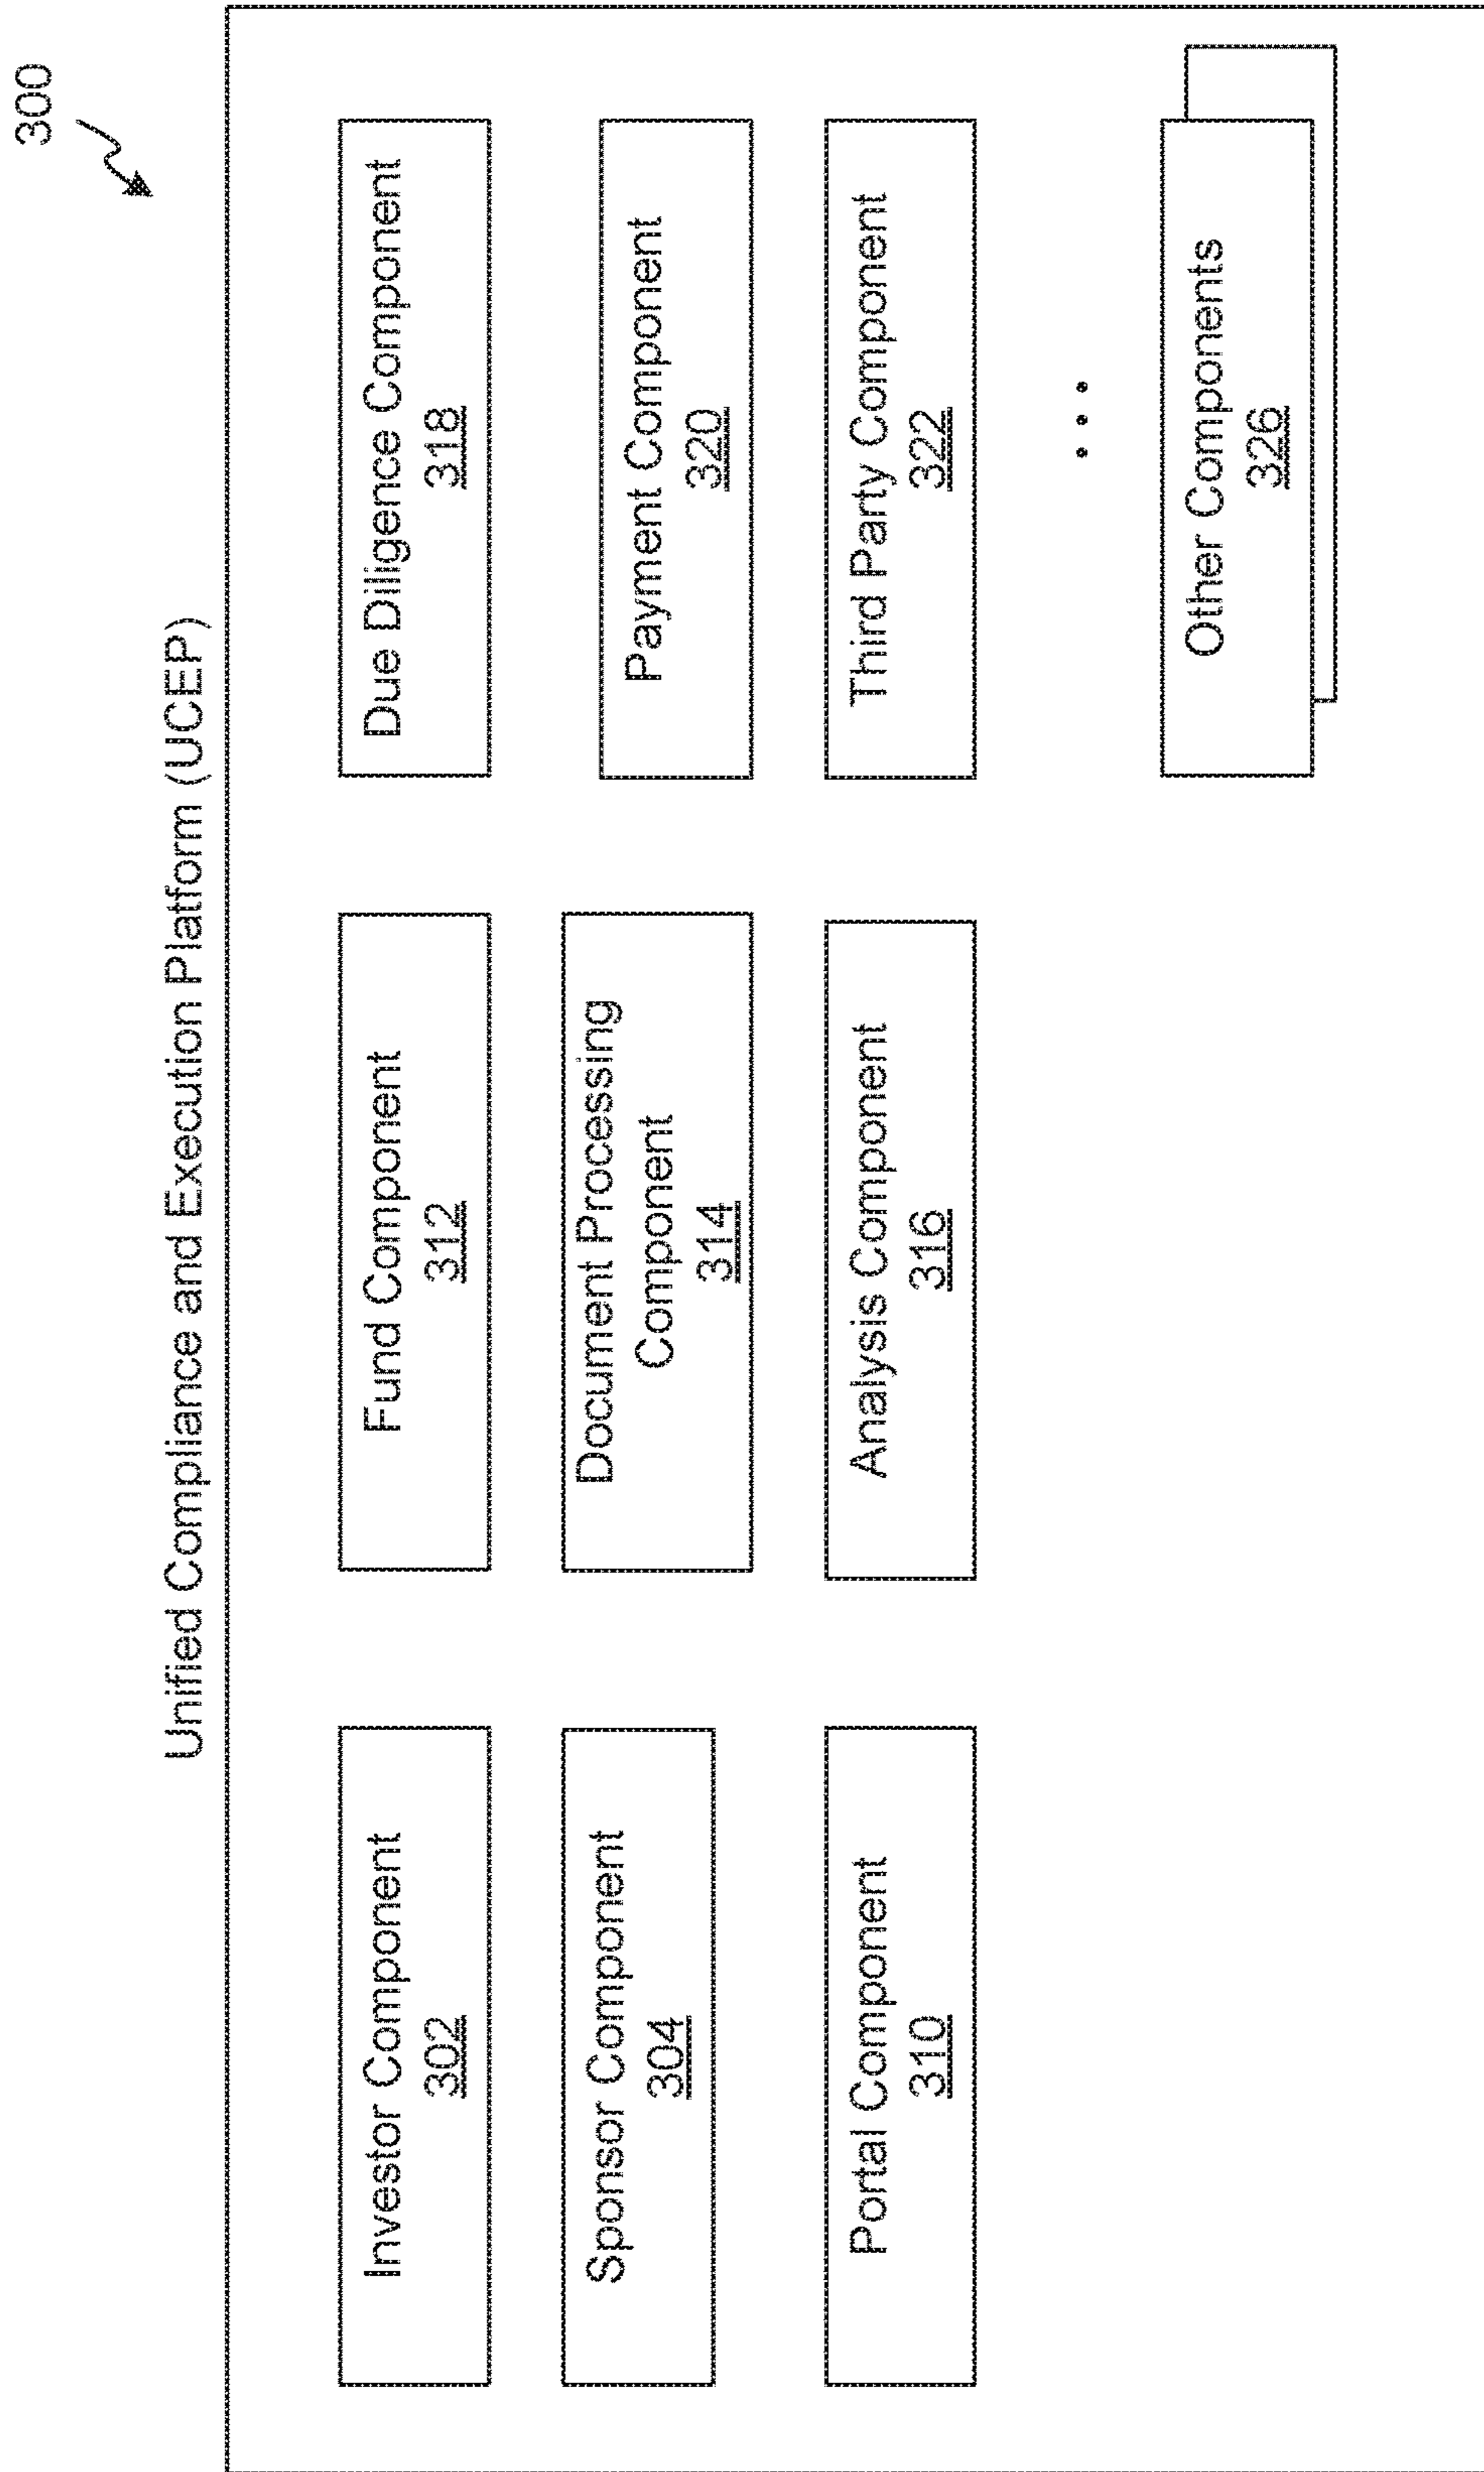 300
Unified Compliance and Execution Platform (UCEP)
Investor Component
302
Sponsor Component
304
Portal Component
310
Fund Component
312
Document Processing
Component
314
Analysis Component
316
Due Diligence Component
318
Payment Component
320
Third Party Component
322
• • •
Other Components
326